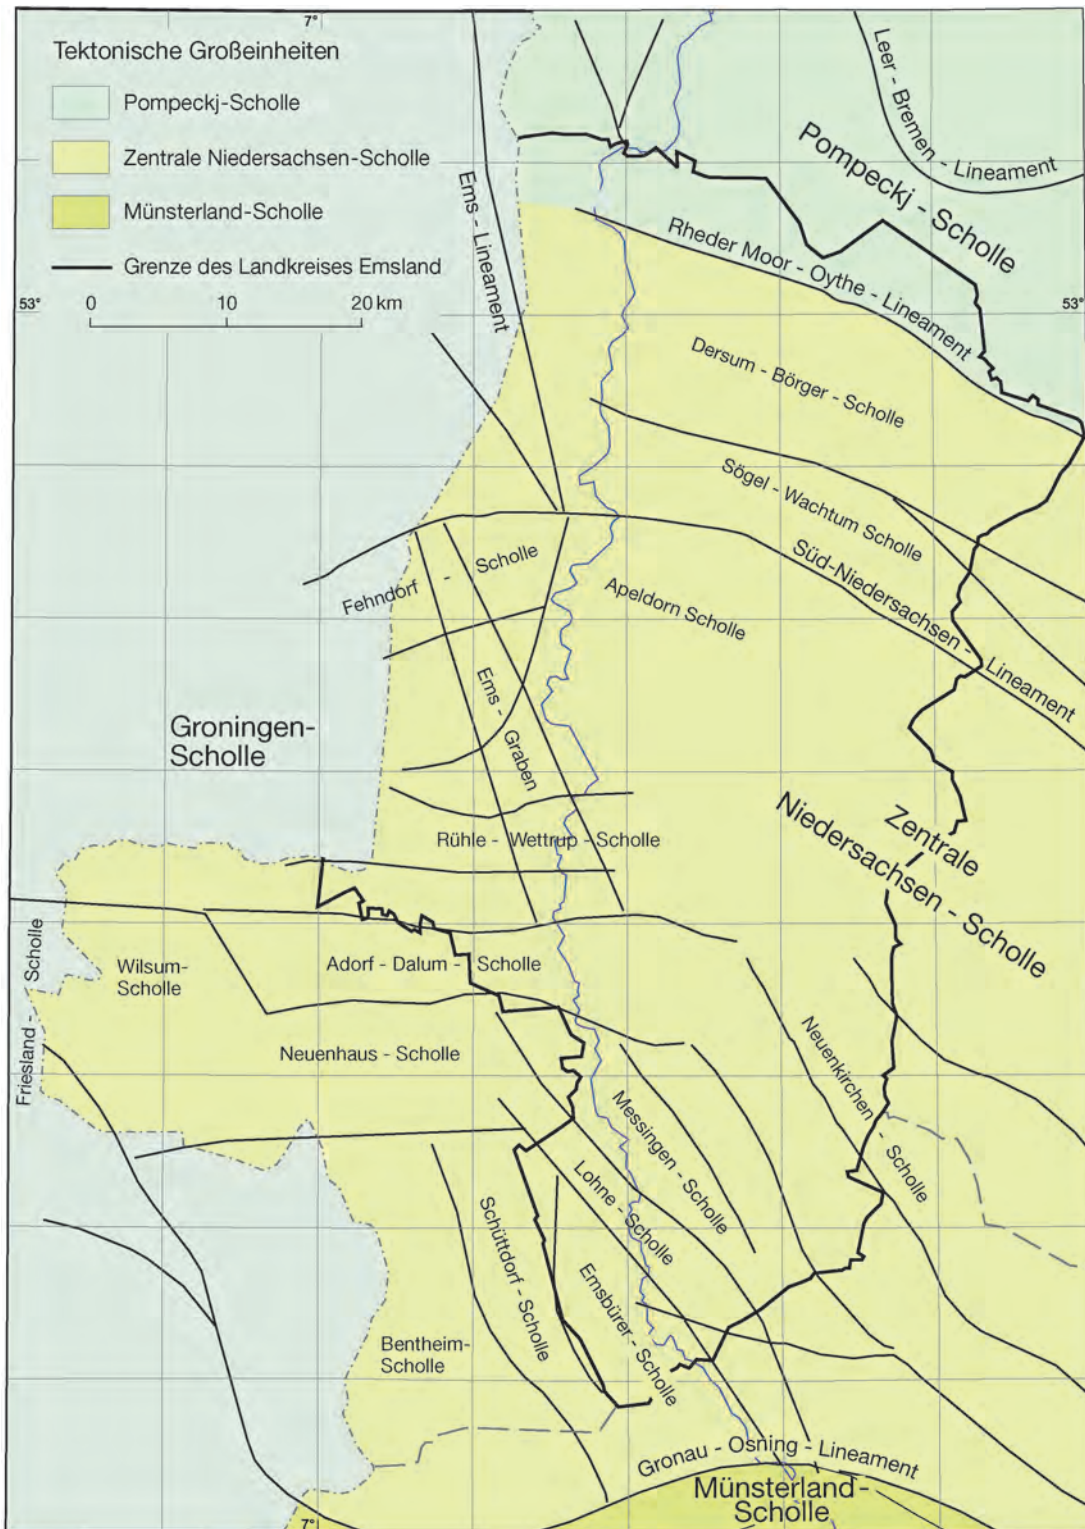 7°
Tektonische Großeinheiten
Pompeckj-Scholle
Zentrale Niedersachsen-Scholle
Münsterland-Scholle
Grenze des Landkreises Emsland
53°
0 10 20 km
53°
Leer - Bremen - Lineament
Pompeckj - Scholle
Ems - Lineament
Rheder Moor - Oythe - Lineament
Dersum - Börger - Scholle
Sögel - Wachtum Scholle
Süd-Niedersachsen - Lineament
Fehndorf - Scholle
Apeldorn Scholle
Ems - Graben
Groningen-
Scholle
Zentrale
Niedersachsen - Scholle
Rühle - Wettrup - Scholle
Friesland - Scholle
Wilsum-
Scholle
Adorf - Dalum - Scholle
Neuenhaus - Scholle
Neuenkirchen - Scholle
Messingen - Scholle
Lohne - Scholle
Schüttdorf - Scholle
Emsbürer - Scholle
Bentheim-
Scholle
Gronau - Osning - Lineament
Münsterland-
Scholle
7°